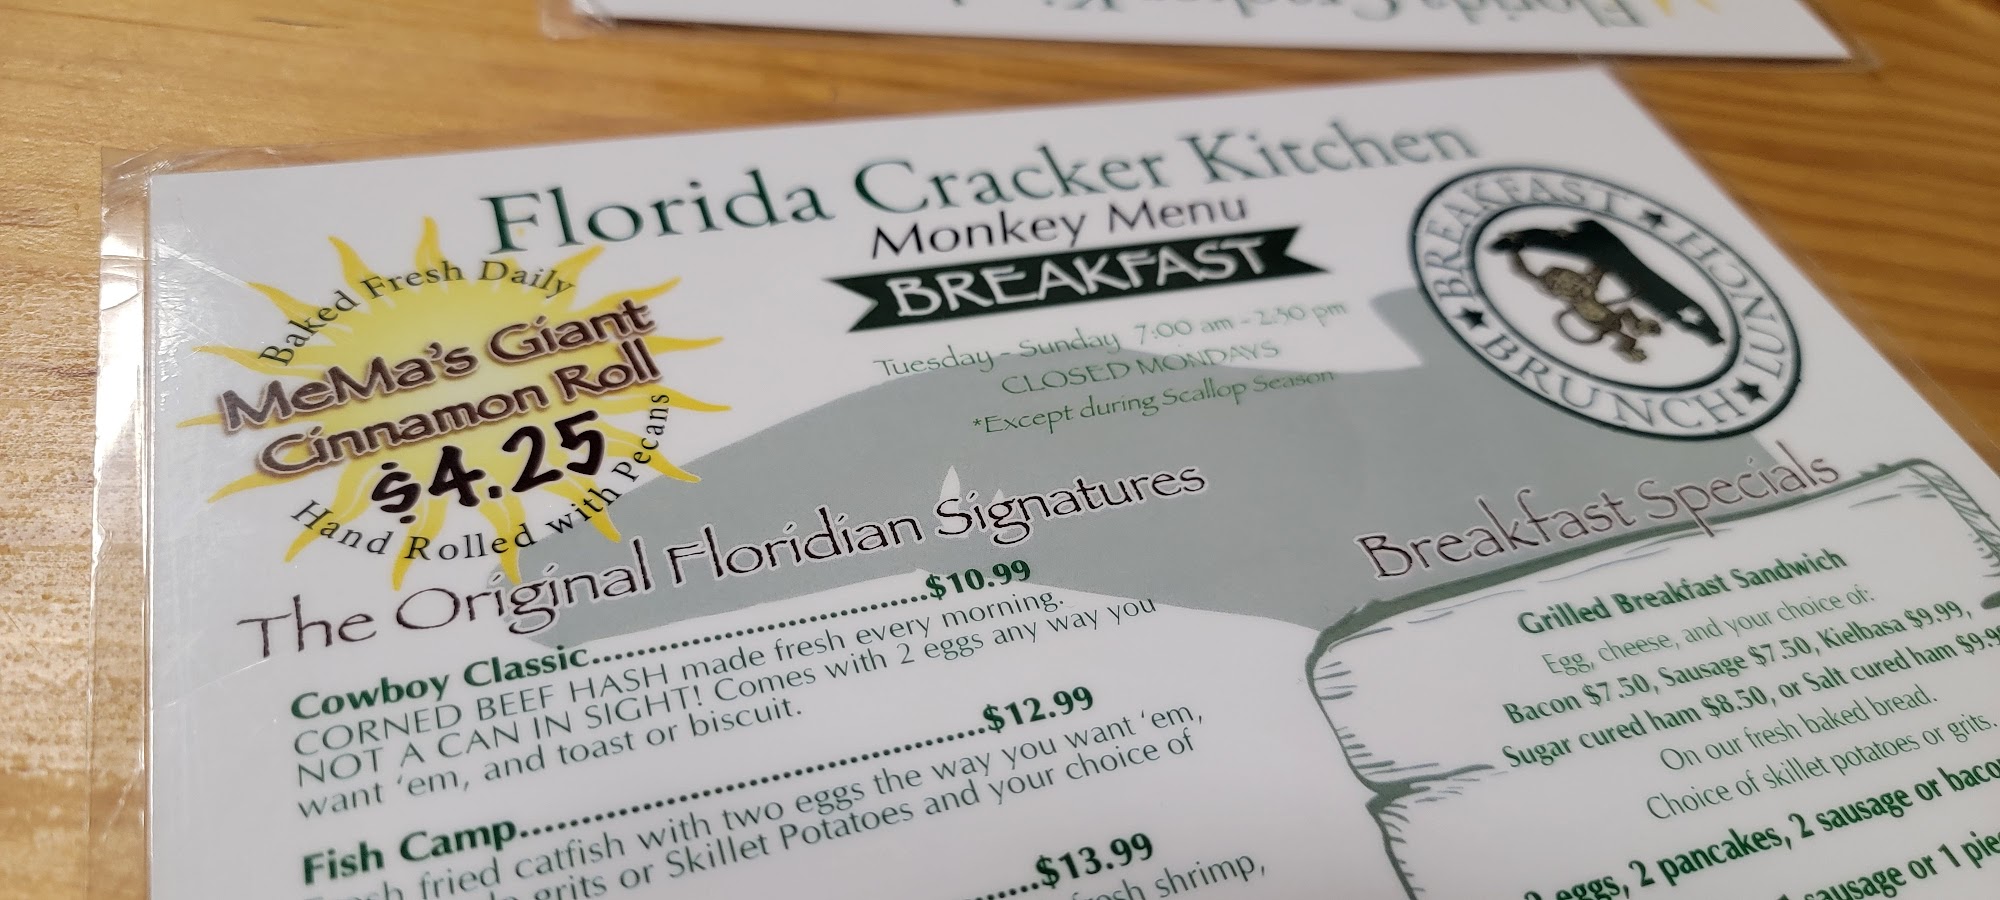 Florida Cracker Kitchen
Monkey Menu
BREAKFAST
Tuesday - Sunday 7:00 am - 2:30 pm
CLOSED MONDAYS
*Except during Scallop Season
BREAKFAST ★ LUNCH ★ BRUNCH ★
Baked Fresh Daily
MeMa's Giant
Cinnamon Roll
$4.25
Hand Rolled with Pecans
The Original Floridian Signatures
Cowboy Classic....................$10.99
CORNED BEEF HASH made fresh every morning.
NOT A CAN IN SIGHT! Comes with 2 eggs any way you
want 'em, and toast or biscuit.
Fish Camp....................$12.99
fried catfish with two eggs the way you want 'em,
grits or Skillet Potatoes and your choice of
$13.99
shrimp,
Breakfast Specials
Grilled Breakfast Sandwich
Egg, cheese, and your choice of:
Bacon $7.50, Sausage $7.50, Kielbasa $9.99,
Sugar cured ham $8.50, or Salt cured ham $9.99
On our fresh baked bread.
Choice of skillet potatoes or grits.
2 eggs, 2 pancakes, 2 sausage or bacon
sausage or 1